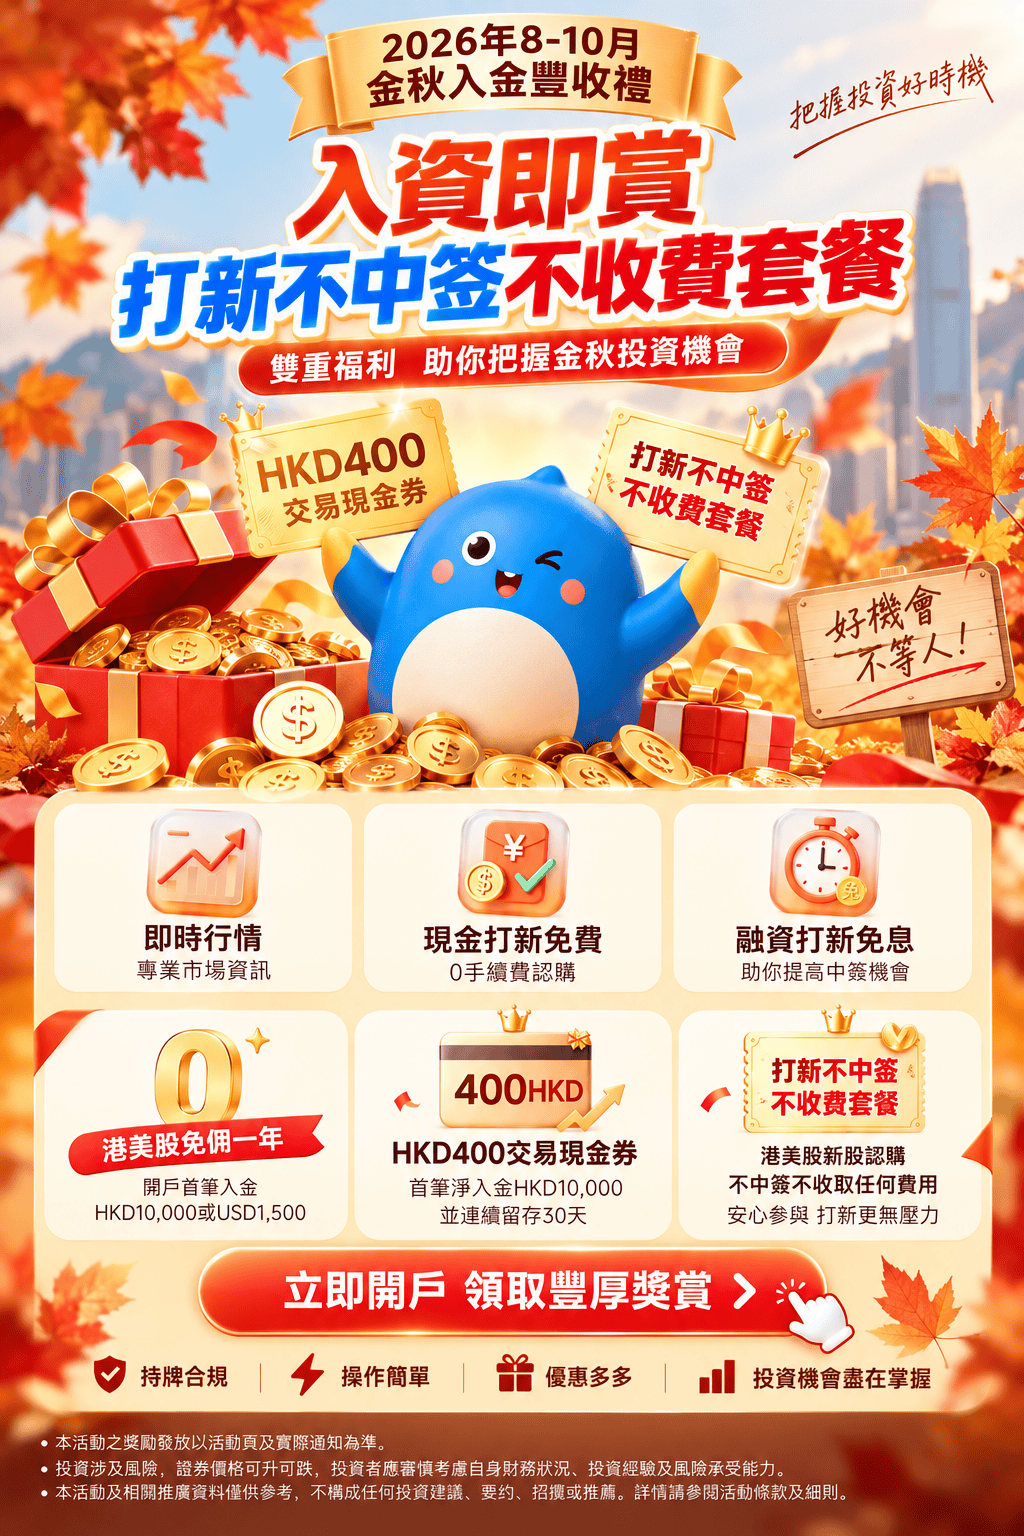 2026年8-10月
金秋入金豐收禮
把握投資好時機
入資即賞
打新不中签不收費套餐
雙重福利 助你把握金秋投資機會
HKD400
交易現金券
打新不中签
不收費套餐
好機會
不等人!
¥
$
免
即時行情
專業市場資訊
現金打新免費
0手續費認購
融資打新免息
助你提高中簽機會
0
港美股免佣一年
開戶首筆入金
HKD10,000或USD1,500
400HKD
HKD400交易現金券
首筆淨入金HKD10,000
並連續留存30天
打新不中签
不收費套餐
港美股新股認購
不中簽不收取任何費用
安心參與 打新更無壓力
立即開戶 領取豐厚獎賞
持牌合規
操作簡單
優惠多多
投資機會盡在掌握
• 本活動之獎勵發放以活動頁及實際通知為準。
• 投資涉及風險，證券價格可升可跌，投資者應審慎考慮自身財務狀況、投資經驗及風險承受能力。
• 本活動及相關推廣資料僅供參考，不構成任何投資建議、要約、招攬或推薦。詳情請參閱活動條款及細則。